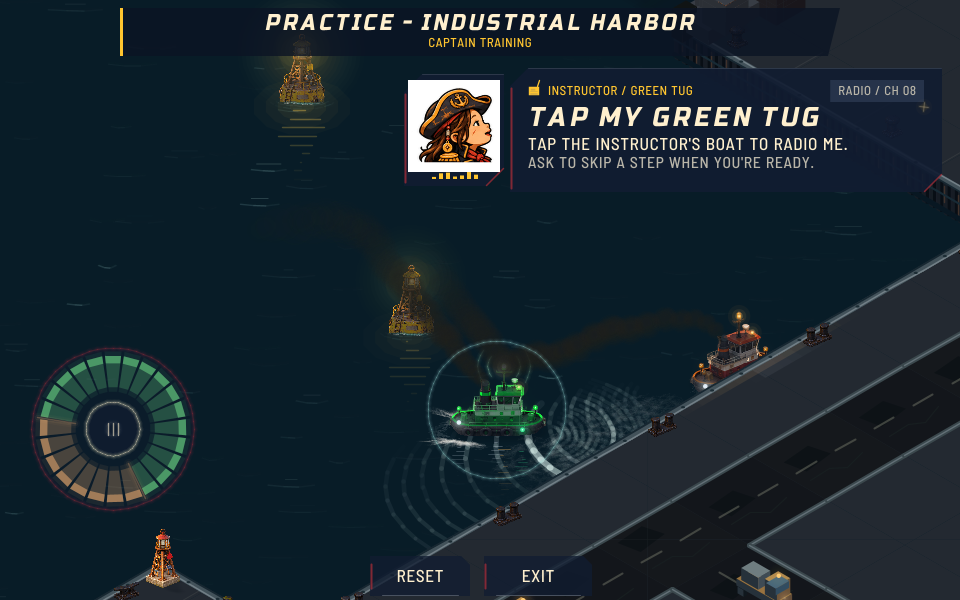 PRACTICE - INDUSTRIAL HARBOR
CAPTAIN TRAINING
INSTRUCTOR / GREEN TUG
RADIO / CH 08
TAP MY GREEN TUG
TAP THE INSTRUCTOR'S BOAT TO RADIO ME.
ASK TO SKIP A STEP WHEN YOU'RE READY.
RESET
EXIT